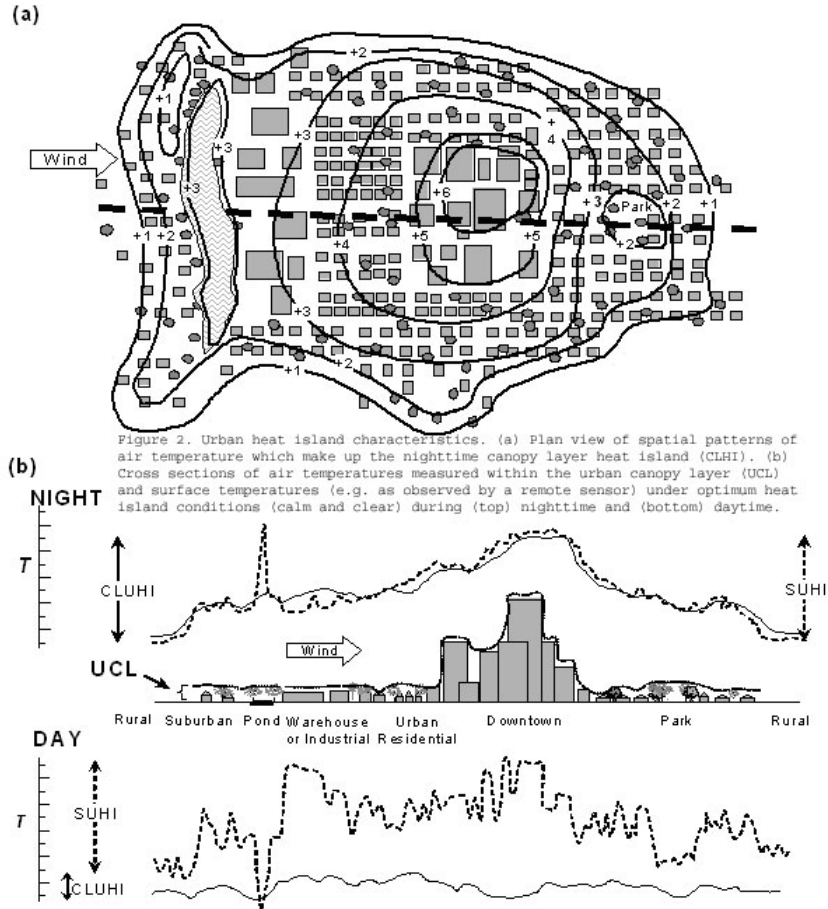 (a)
+2
+1
+3
+ 4
Wind
+3
+6
+3
Park
+2
+1
+1
+2
+4
+5
+5
+2
+3
+2
+1
Figure 2. Urban heat island characteristics. (a) Plan view of spatial patterns of
air temperature which make up the nighttime canopy layer heat island (CLHI). (b)
Cross sections of air temperatures measured within the urban canopy layer (UCL)
and surface temperatures (e.g. as observed by a remote sensor) under optimum heat
island conditions (calm and clear) during (top) nighttime and (bottom) daytime.
(b)
NIGHT
T
CLUHI
SUHI
Wind
UCL
Rural Suburban Pond Warehouse Urban Downtown Park Rural
or Industrial Residential
DAY
SUHI
T
CLUHI